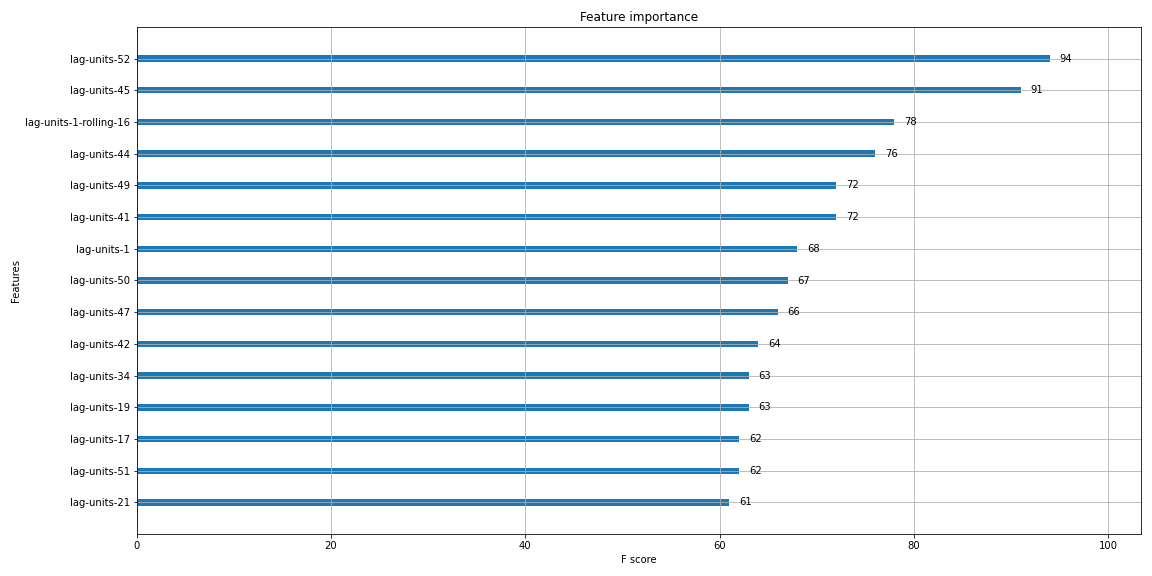 Feature importance
Features
lag-units-52 94
lag-units-45 91
lag-units-1-rolling-16 78
lag-units-44 76
lag-units-49 72
lag-units-41 72
lag-units-1 68
lag-units-50 67
lag-units-47 66
lag-units-42 64
lag-units-34 63
lag-units-19 63
lag-units-17 62
lag-units-51 62
lag-units-21 61
0 20 40 60 80 100
F score